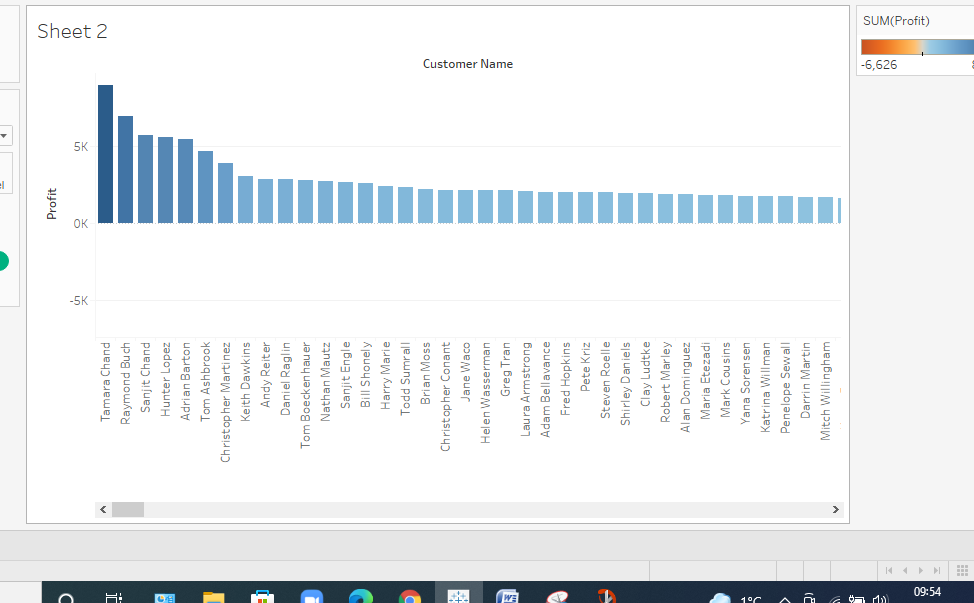 Sheet 2
SUM(Profit)
-6,626
Customer Name
5K
0K
-5K
Profit
Tamara Chand
Raymond Buch
Sanjit Chand
Hunter Lopez
Adrian Barton
Tom Ashbrook
Christopher Martinez
Keith Dawkins
Andy Reiter
Daniel Raglin
Tom Boeckenhauer
Nathan Mautz
Sanjit Engle
Bill Shonely
Harry Marie
Todd Sumrall
Brian Moss
Christopher Conant
Jane Waco
Helen Wasserman
Greg Tran
Laura Armstrong
Adam Bellavance
Fred Hopkins
Pete Kriz
Steven Roelle
Shirley Daniels
Clay Ludtke
Robert Marley
Alan Dominguez
Maria Etezadi
Mark Cousins
Yana Sorensen
Katrina Willman
Penelope Sewall
Darrin Martin
Mitch Willingham
1°C
09:54